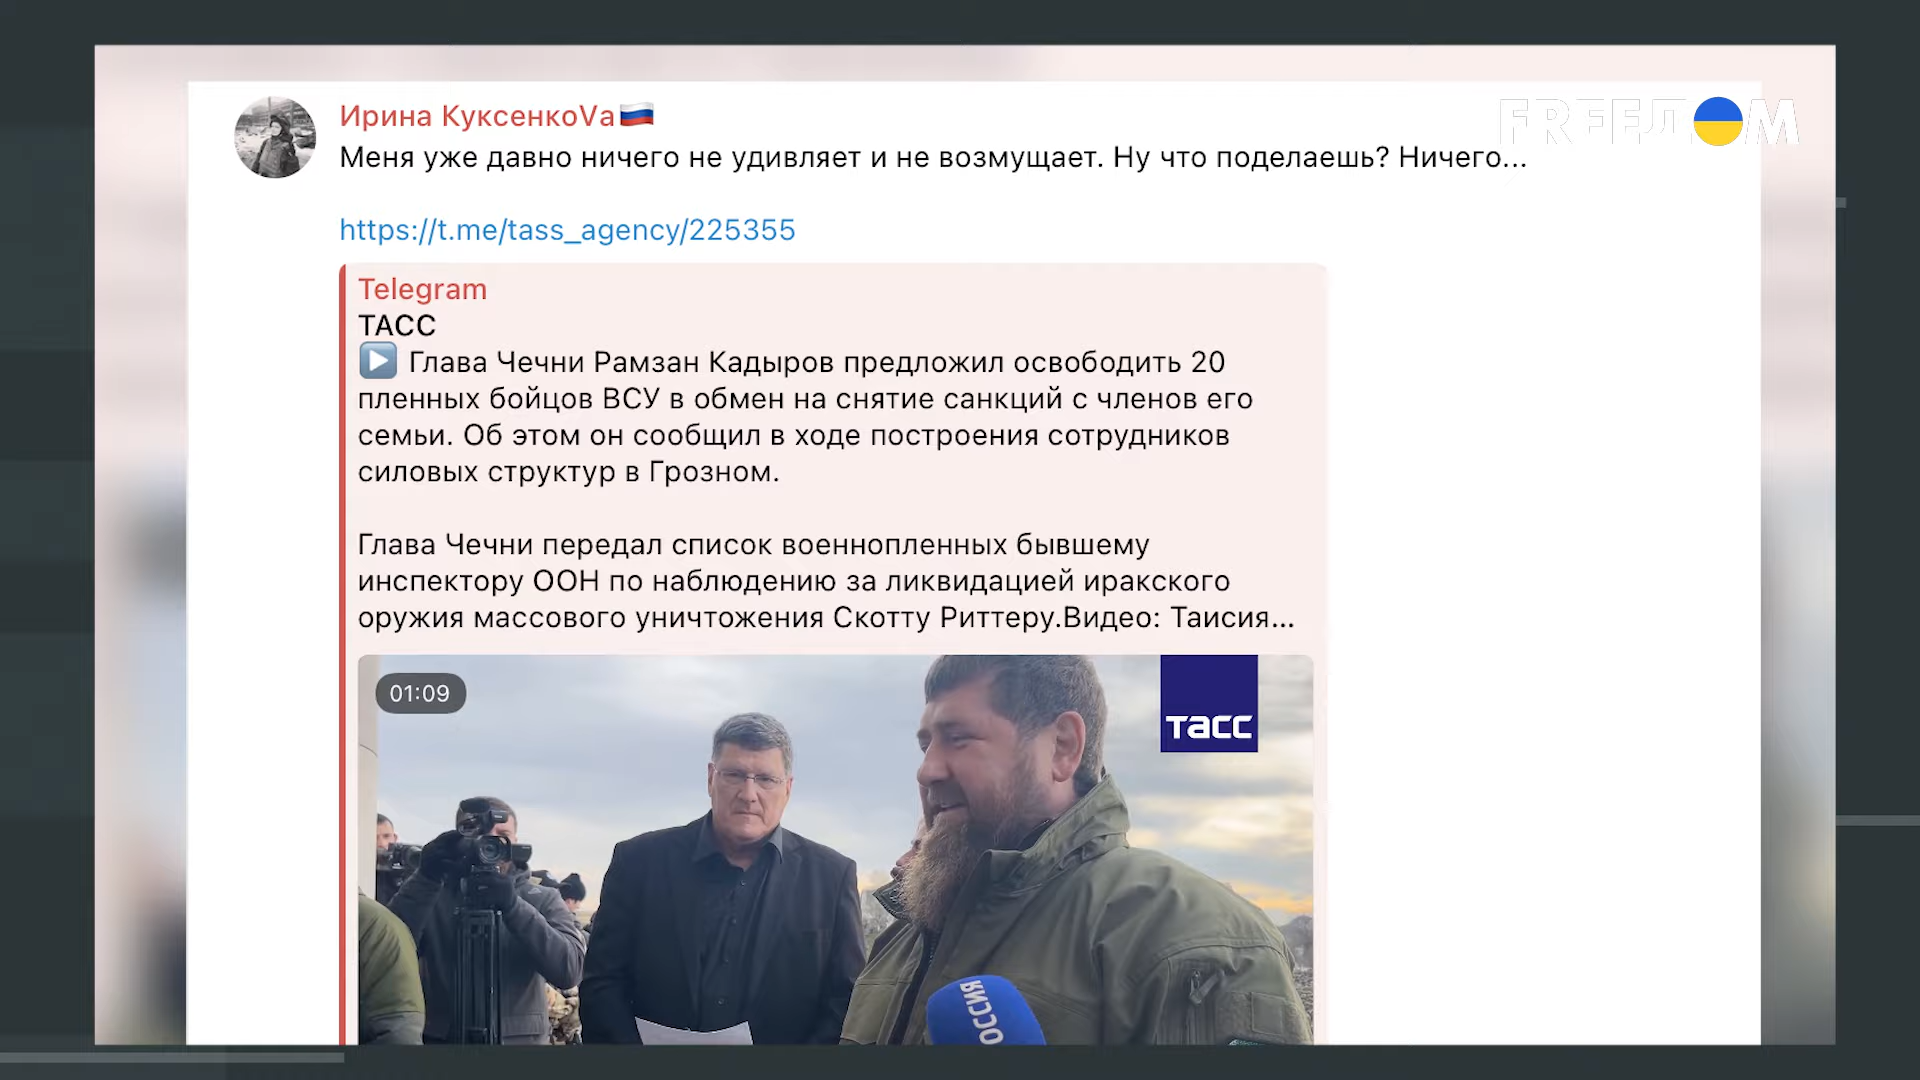 FREEДOM
Ирина КуксенкоVa
Меня уже давно ничего не удивляет и не возмущает. Ну что поделаешь? Ничего...
https://t.me/tass_agency/225355
Telegram
ТАСС
Глава Чечни Рамзан Кадыров предложил освободить 20
пленных бойцов ВСУ в обмен на снятие санкций с членов его
семьи. Об этом он сообщил в ходе построения сотрудников
силовых структур в Грозном.
Глава Чечни передал список военнопленных бывшему
инспектору ООН по наблюдению за ликвидацией иракского
оружия массового уничтожения Скотту Риттеру.Видео: Таисия...
01:09
ТАСС
РОССИЯ